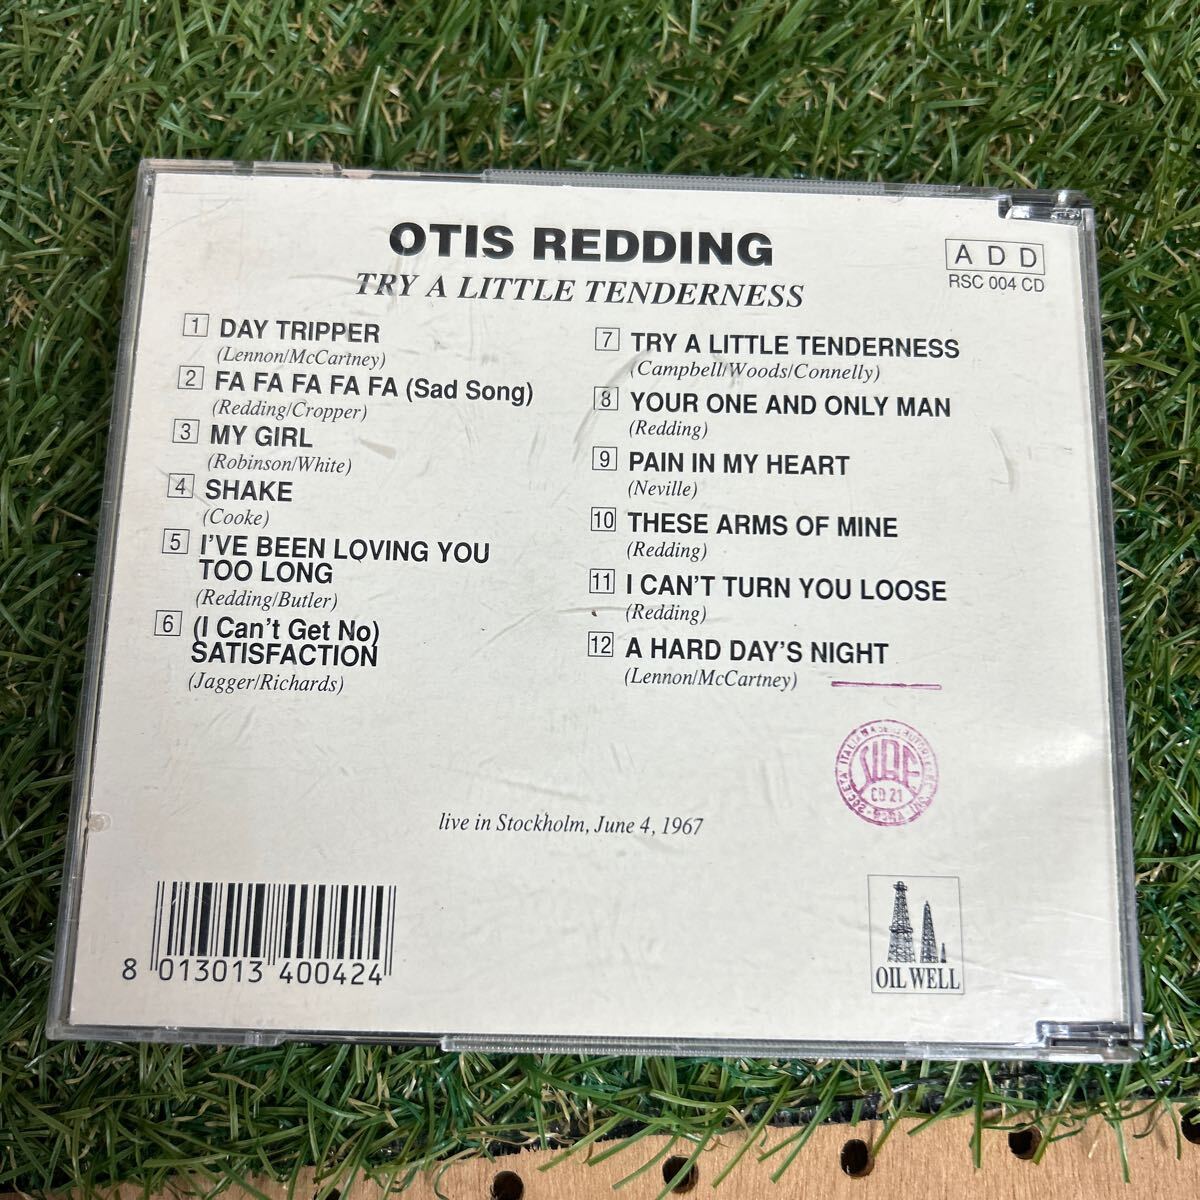 OTIS REDDING
TRY A LITTLE TENDERNESS
A D D
RSC 004 CD
1 DAY TRIPPER
(Lennon/McCartney)
2 FA FA FA FA FA (Sad Song)
(Redding/Cropper)
3 MY GIRL
(Robinson/White)
4 SHAKE
(Cooke)
5 I'VE BEEN LOVING YOU
TOO LONG
(Redding/Butler)
6 (I Can't Get No)
SATISFACTION
(Jagger/Richards)
7 TRY A LITTLE TENDERNESS
(Campbell/Woods/Connelly)
8 YOUR ONE AND ONLY MAN
(Redding)
9 PAIN IN MY HEART
(Neville)
10 THESE ARMS OF MINE
(Redding)
11 I CAN'T TURN YOU LOOSE
(Redding)
12 A HARD DAY'S NIGHT
(Lennon/McCartney)
SOCIETA' ITALIANA
CD 21
live in Stockholm, June 4, 1967
8 013013 400424
OIL WELL